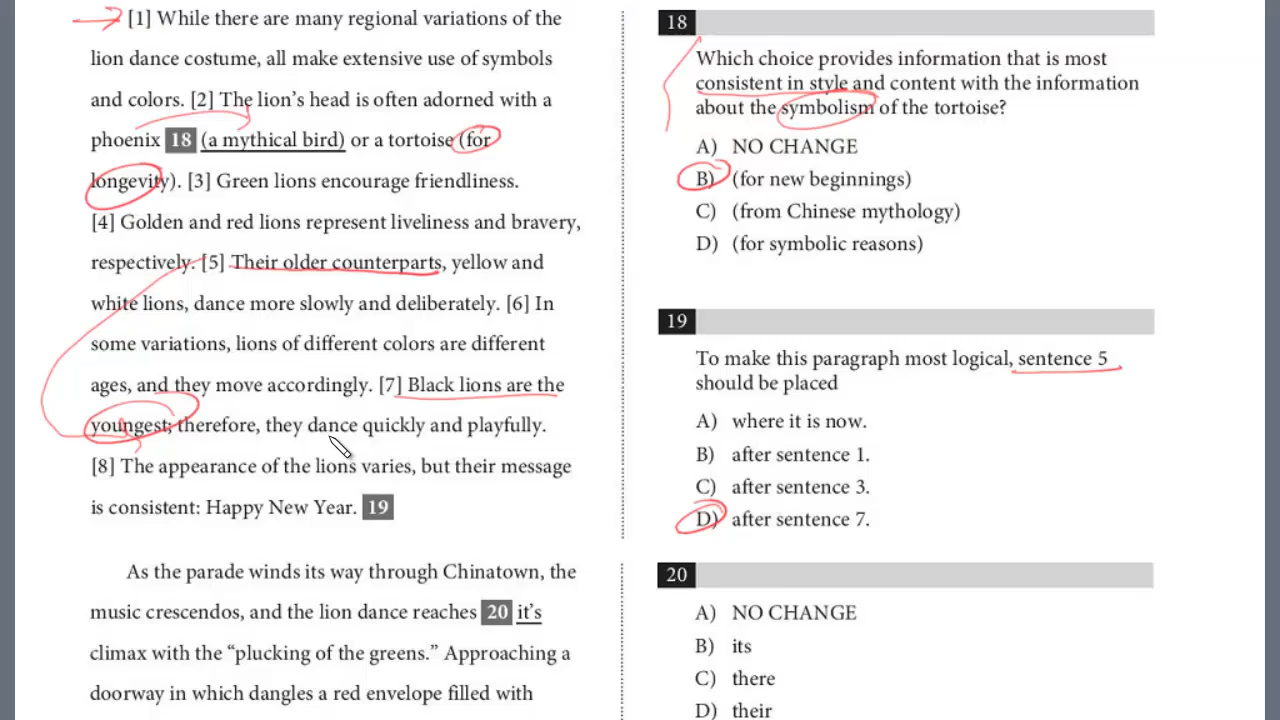 [1] While there are many regional variations of the
lion dance costume, all make extensive use of symbols
and colors. [2] The lion's head is often adorned with a
phoenix 18 (a mythical bird) or a tortoise (for
longevity). [3] Green lions encourage friendliness.
[4] Golden and red lions represent liveliness and bravery,
respectively. [5] Their older counterparts, yellow and
white lions, dance more slowly and deliberately. [6] In
some variations, lions of different colors are different
ages, and they move accordingly. [7] Black lions are the
youngest; therefore, they dance quickly and playfully.
[8] The appearance of the lions varies, but their message
is consistent: Happy New Year. 19
As the parade winds its way through Chinatown, the
music crescendos, and the lion dance reaches 20 it's
climax with the “plucking of the greens.” Approaching a
doorway in which dangles a red envelope filled with
18
Which choice provides information that is most
consistent in style and content with the information
about the symbolism of the tortoise?
A) NO CHANGE
B) (for new beginnings)
C) (from Chinese mythology)
D) (for symbolic reasons)
19
To make this paragraph most logical, sentence 5
should be placed
A) where it is now.
B) after sentence 1.
C) after sentence 3.
D) after sentence 7.
20
A) NO CHANGE
B) its
C) there
D) their